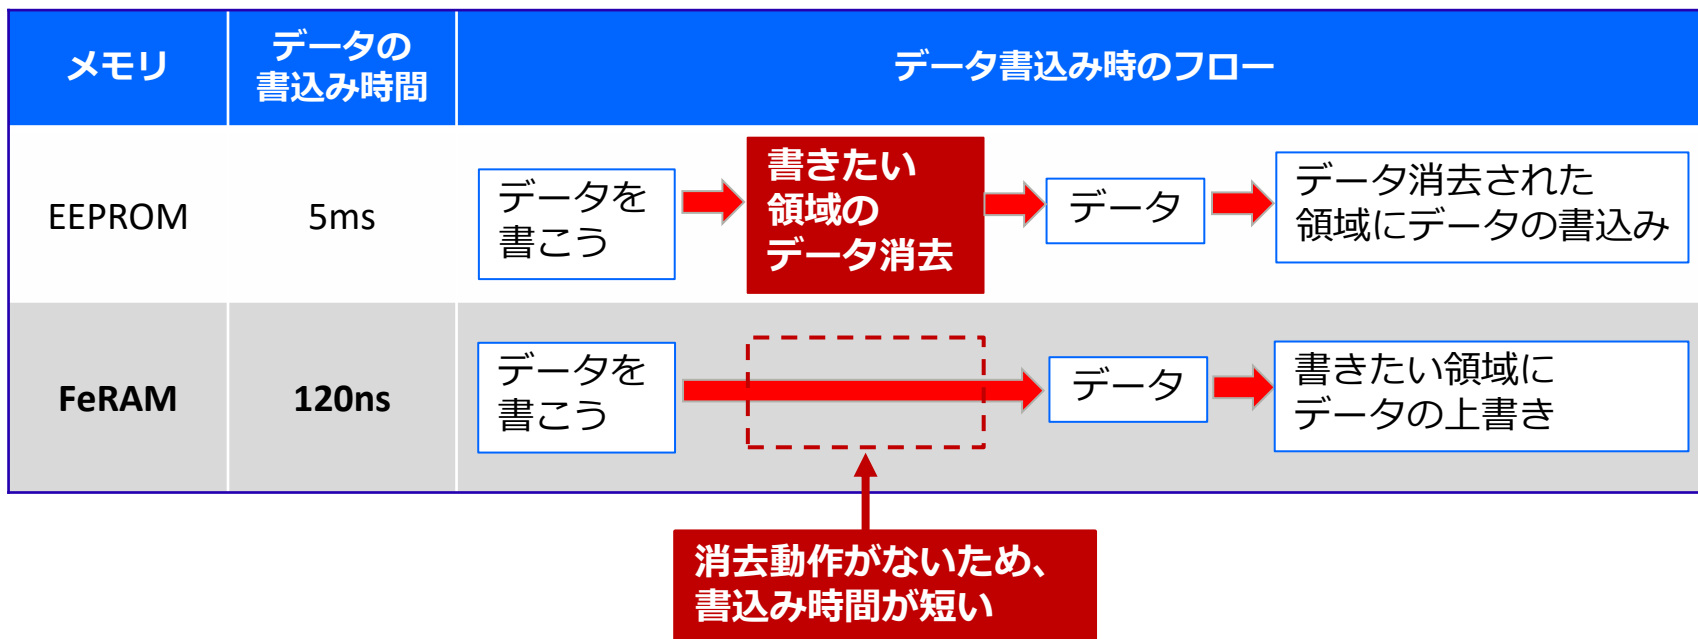 メモリ
データの
書込み時間
データ書込み時のフロー
EEPROM
5ms
データを
書こう
書きたい
領域の
データ消去
データ
データ消去された
領域にデータの書込み
FeRAM
120ns
データを
書こう
データ
書きたい領域に
データの上書き
消去動作がないため、
書込み時間が短い